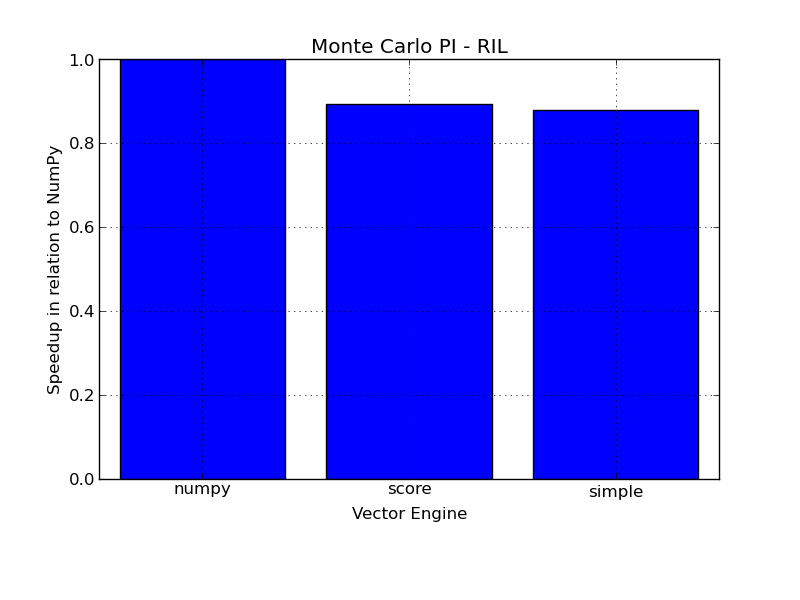 Monte Carlo PI - RIL
1.0
0.8
0.6
0.4
0.2
0.0
Speedup in relation to NumPy
numpy score simple
Vector Engine